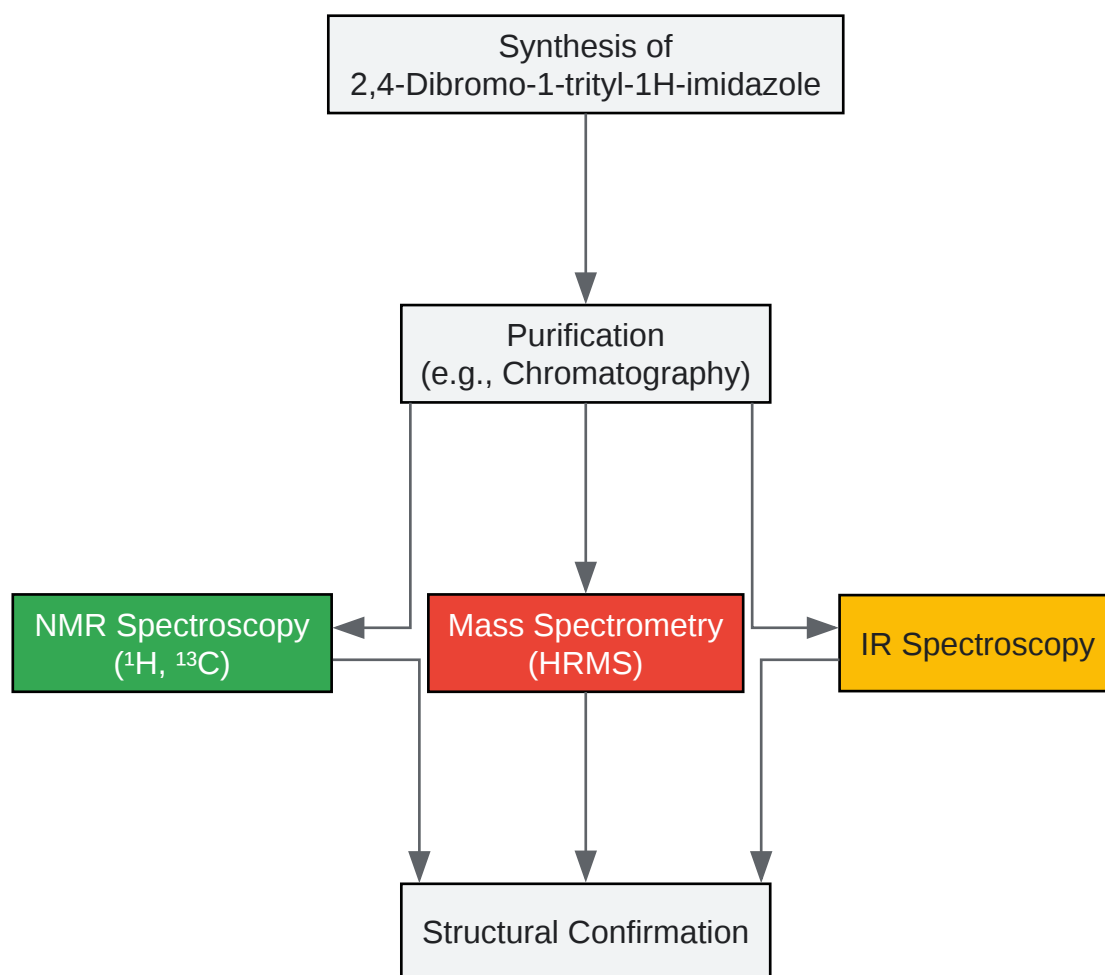 Synthesis of
2,4-Dibromo-1-trityl-1H-imidazole
Purification
(e.g., Chromatography)
NMR Spectroscopy
(¹H, ¹³C)
Mass Spectrometry
(HRMS)
IR Spectroscopy
Structural Confirmation